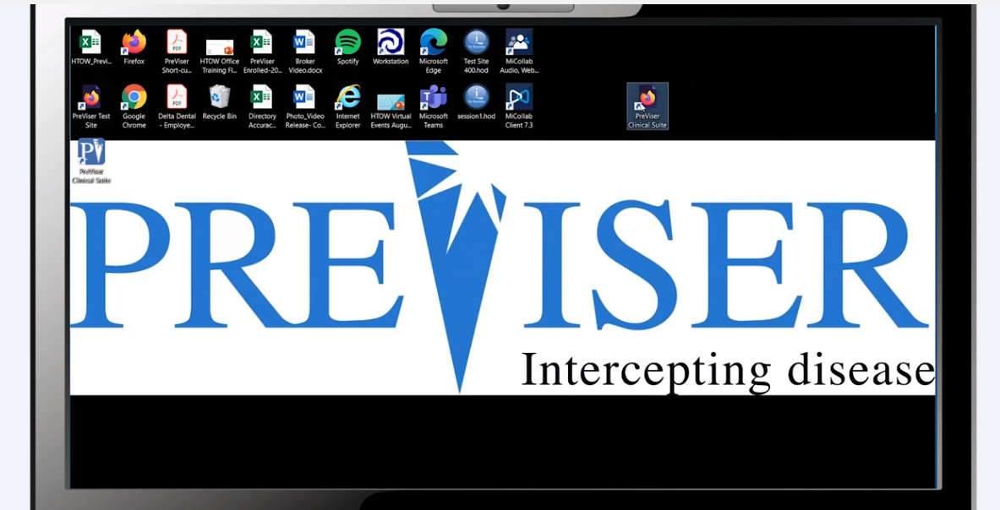 HTOW_Previ...
Firefox
PreViser
Short-cu...
HTOW Office
Training Fi...
PreViser
Enrolled-20...
Broker
Video.docx
Spotify
Workstation
Microsoft
Edge
Test Site
400.hod
MiCollab
Audio, Web...
PreViser Test
Site
Google
Chrome
Delta Dental
- Employe...
Recycle Bin
Directory
Accurac...
Photo_Video
Release- Co...
Internet
Explorer
HTOW Virtual
Events Augu...
Microsoft
Teams
session1.hod
MiCollab
Client 7.3
PreViser
Clinical Suite
PreViser
Clinical Suite
PREVISER
Intercepting disease